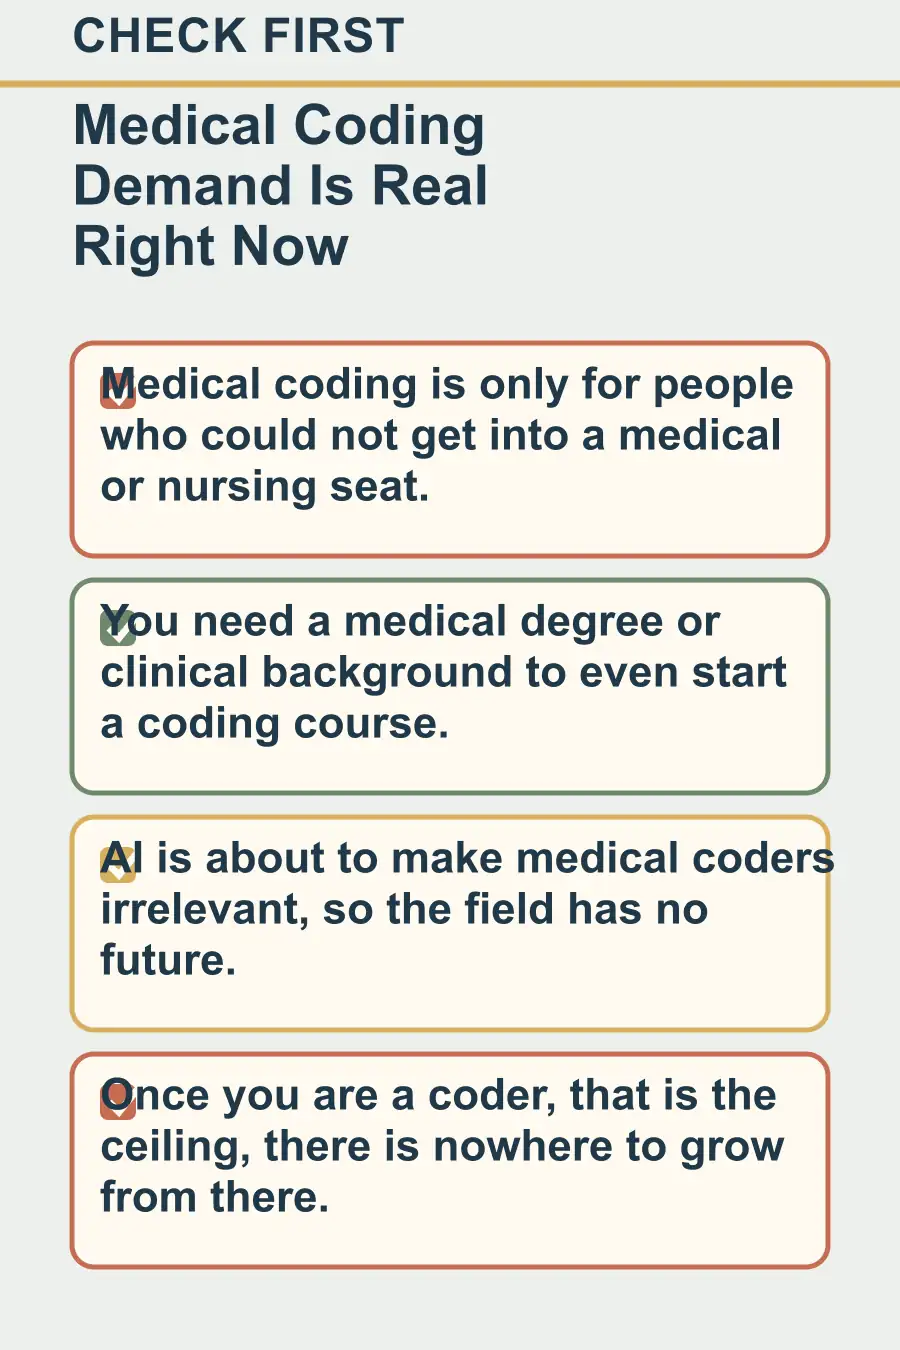 CHECK FIRST
Medical Coding
Demand Is Real
Right Now
Medical coding is only for people
who could not get into a medical
or nursing seat.
You need a medical degree or
clinical background to even start
a coding course.
AI is about to make medical coders
irrelevant, so the field has no
future.
Once you are a coder, that is the
ceiling, there is nowhere to grow
from there.